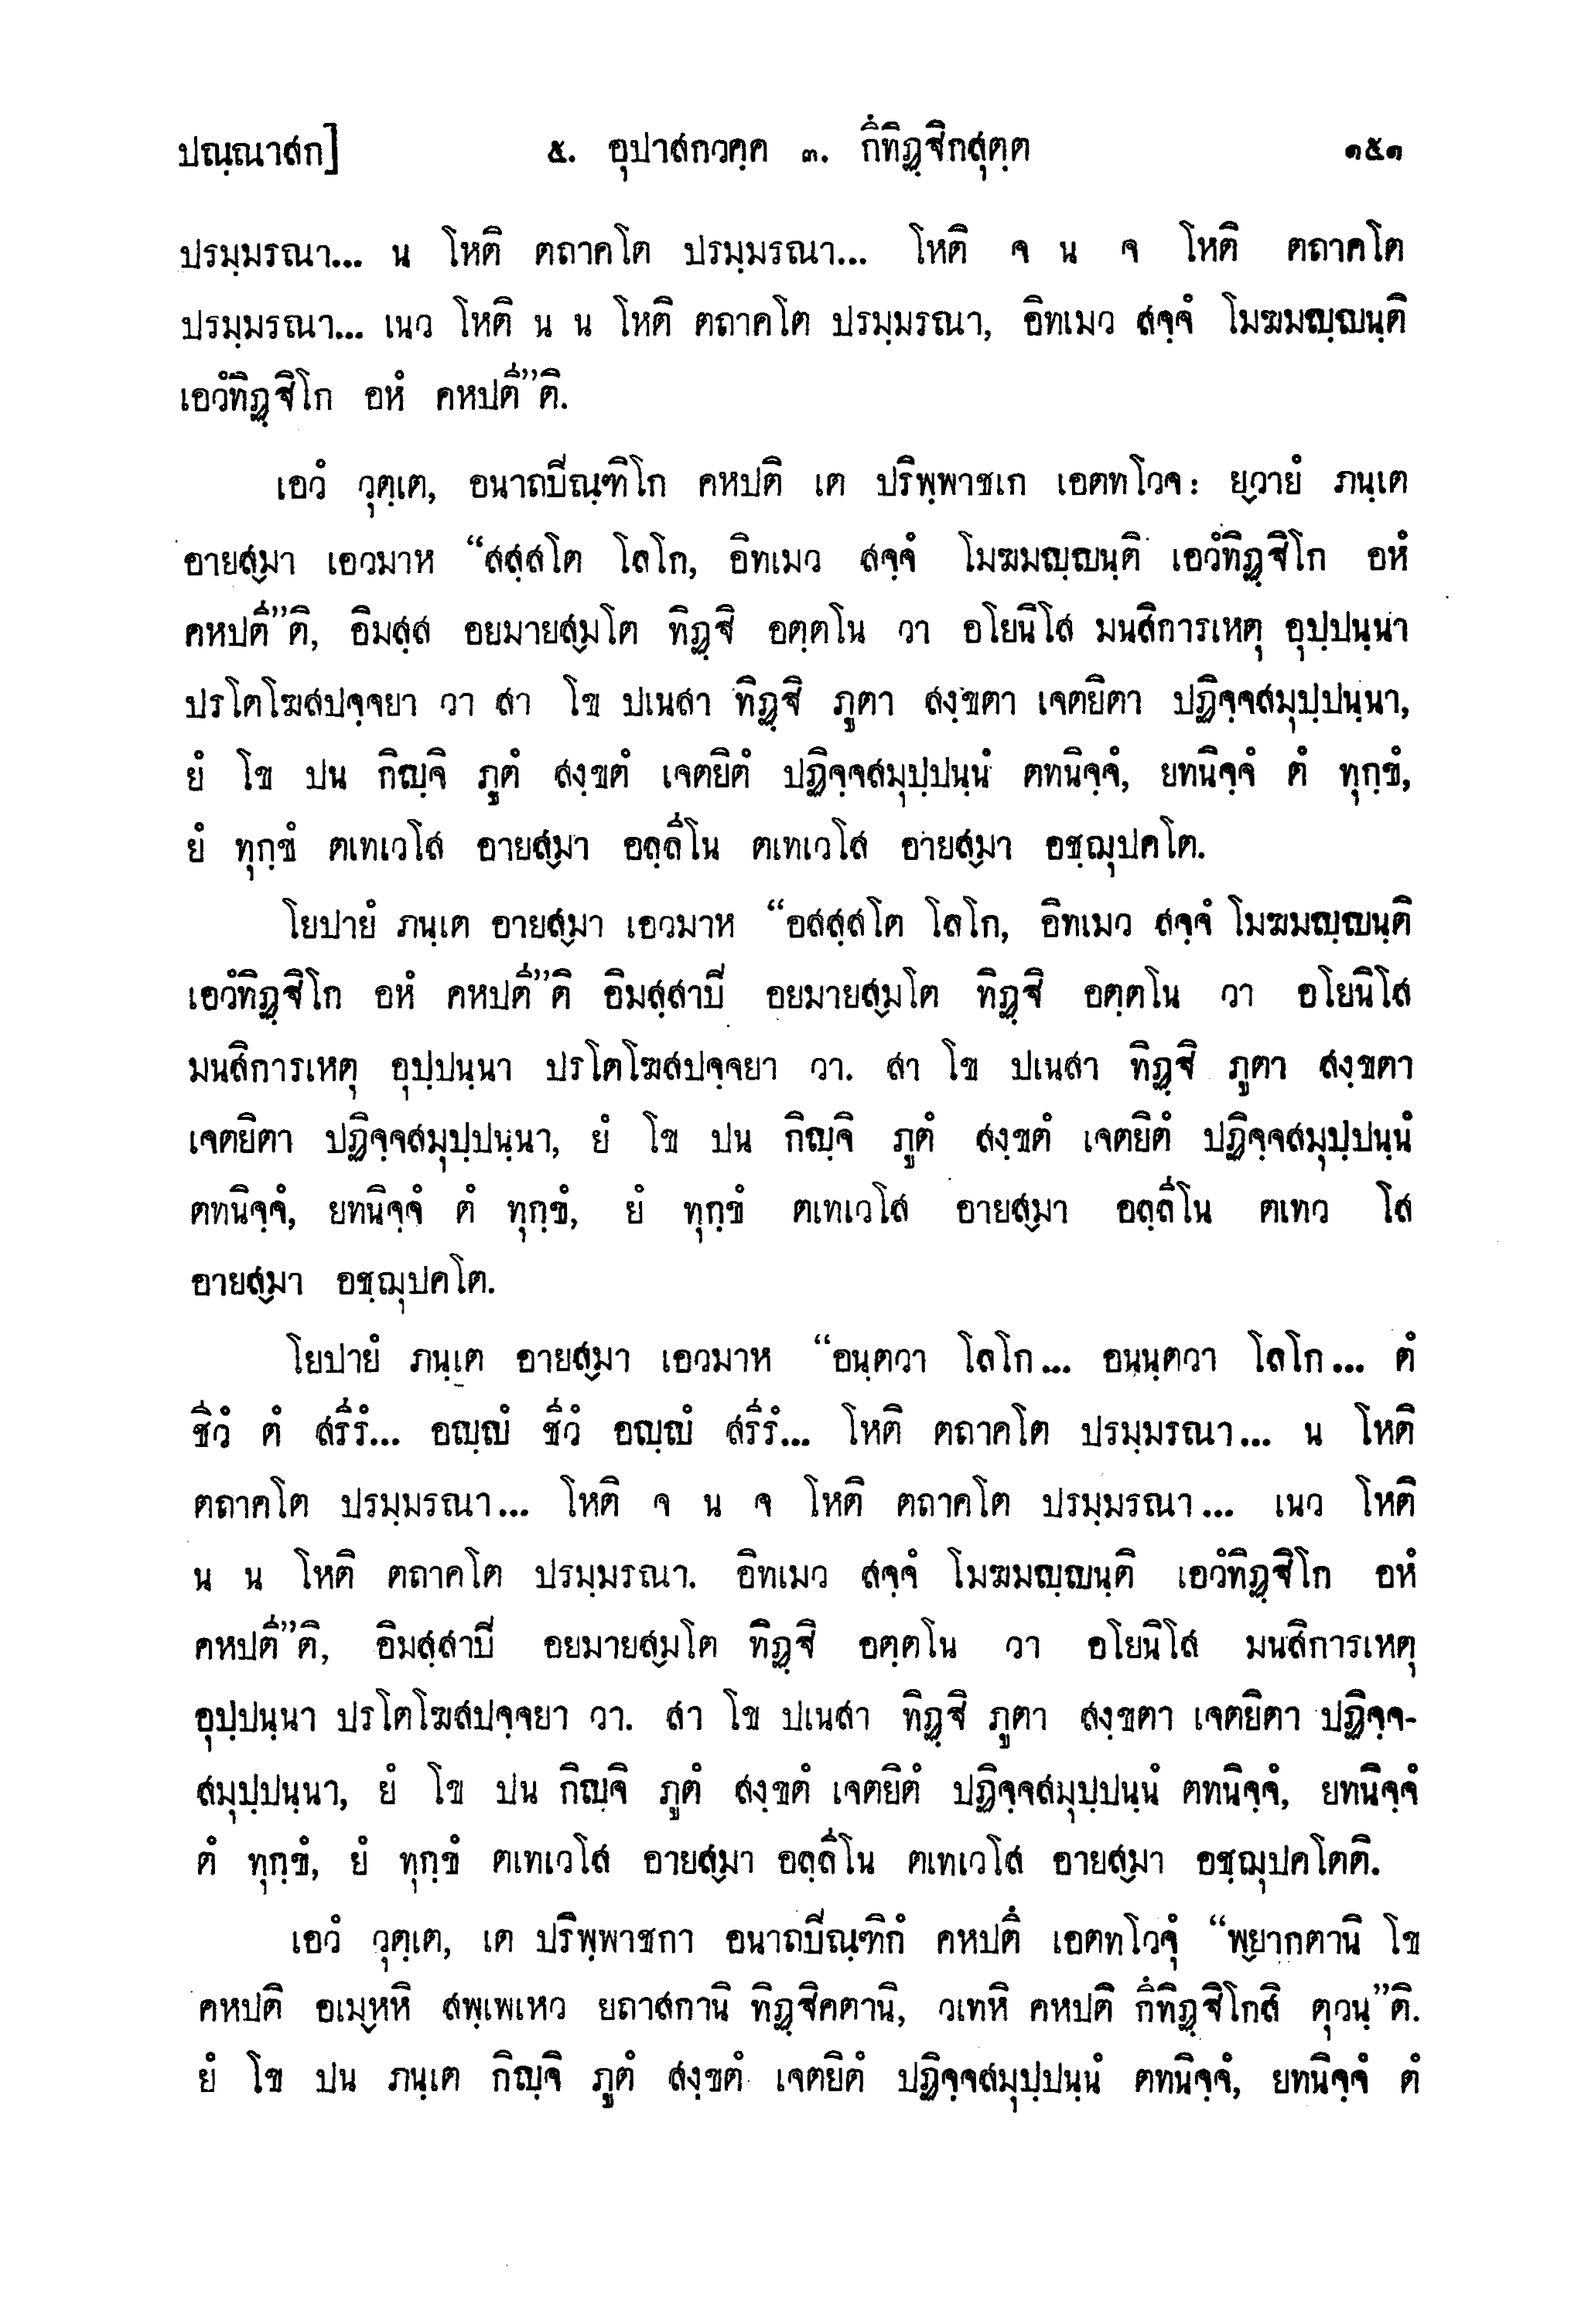 ปณฺณาสก] ๕. อุปาสกวคฺค ๓. กึทิฏฺฐิกสุตฺต ๑๕๑
ปรมฺมรณา... น โหติ ตถาคโต ปรมฺมรณา... โหติ จ น จ โหติ ตถาคโต
ปรมฺมรณา... เนว โหติ น น โหติ ตถาคโต ปรมฺมรณา, อิทเมว สจฺจํ โมฆมญฺญนฺติ
เอวํทิฏฺฐิโก อหํ คหปตี”ติ.
เอวํ วุตฺเต, อนาถปิณฺฑิโก คหปติ เต ปริพฺพาชเก เอตทโวจ: ยฺวายํ ภนฺเต
อายสฺมา เอวมาห “สสฺสโต โลโก, อิทเมว สจฺจํ โมฆมญฺญนฺติ เอวํทิฏฺฐิโก อหํ
คหปตี”ติ, อิมสฺส อยมายสฺมโต ทิฏฺฐิ อตฺตโน วา อโยนิโส มนสิการเหตุ อุปฺปนฺนา
ปรโตโฆสปจฺจยา วา สา โข ปเนสา ทิฏฺฐิ ภูตา สงฺขตา เจตยิตา ปฏิจฺจสมุปฺปนฺนา,
ยํ โข ปน กิญฺจิ ภูตํ สงฺขตํ เจตยิตํ ปฏิจฺจสมุปฺปนฺนํ ตทนิจฺจํ, ยทนิจฺจํ ตํ ทุกฺขํ,
ยํ ทุกฺขํ ตเทเวโส อายสฺมา อลฺลีโน ตเทเวโส อายสฺมา อชฺฌุปคโต.
โยปายํ ภนฺเต อายสฺมา เอวมาห “อสสฺสโต โลโก, อิทเมว สจฺจํ โมฆมญฺญนฺติ
เอวํทิฏฺฐิโก อหํ คหปตี”ติ อิมสฺสาปิ อยมายสฺมโต ทิฏฺฐิ อตฺตโน วา อโยนิโส
มนสิการเหตุ อุปฺปนฺนา ปรโตโฆสปจฺจยา วา. สา โข ปเนสา ทิฏฺฐิ ภูตา สงฺขตา
เจตยิตา ปฏิจฺจสมุปฺปนฺนา, ยํ โข ปน กิญฺจิ ภูตํ สงฺขตํ เจตยิตํ ปฏิจฺจสมุปฺปนฺนํ
ตทนิจฺจํ, ยทนิจฺจํ ตํ ทุกฺขํ, ยํ ทุกฺขํ ตเทเวโส อายสฺมา อลฺลีโน ตเทว โส
อายสฺมา อชฺฌุปคโต.
โยปายํ ภนฺเต อายสฺมา เอวมาห “อนฺตวา โลโก... อนนฺตวา โลโก... ตํ
ชีวํ ตํ สรีรํ... อญฺญํ ชีวํ อญฺญํ สรีรํ... โหติ ตถาคโต ปรมฺมรณา... น โหติ
ตถาคโต ปรมฺมรณา... โหติ จ น จ โหติ ตถาคโต ปรมฺมรณา... เนว โหติ
น น โหติ ตถาคโต ปรมฺมรณา. อิทเมว สจฺจํ โมฆมญฺญนฺติ เอวํทิฏฺฐิโก อหํ
คหปตี”ติ, อิมสฺสาปิ อยมายสฺมโต ทิฏฺฐิ อตฺตโน วา อโยนิโส มนสิการเหตุ
อุปฺปนฺนา ปรโตโฆสปจฺจยา วา. สา โข ปเนสา ทิฏฺฐิ ภูตา สงฺขตา เจตยิตา ปฏิจฺจ-
สมุปฺปนฺนา, ยํ โข ปน กิญฺจิ ภูตํ สงฺขตํ เจตยิตํ ปฏิจฺจสมุปฺปนฺนํ ตทนิจฺจํ, ยทนิจฺจํ
ตํ ทุกฺขํ, ยํ ทุกฺขํ ตเทเวโส อายสฺมา อลฺลีโน ตเทเวโส อายสฺมา อชฺฌุปคโตติ.
เอวํ วุตฺเต, เต ปริพฺพาชกา อนาถปิณฺฑิกํ คหปตึ เอตทโวจุํ “พฺยากตานิ โข
คหปติ อเมฺหหิ สพฺเพเหว ยถาสกานิ ทิฏฺฐิคตานิ, วเทหิ คหปติ กึทิฏฺฐิโกสิ ตุวนฺ”ติ.
ยํ โข ปน ภนฺเต กิญฺจิ ภูตํ สงฺขตํ เจตยิตํ ปฏิจฺจสมุปฺปนฺนํ ตทนิจฺจํ, ยทนิจฺจํ ตํ